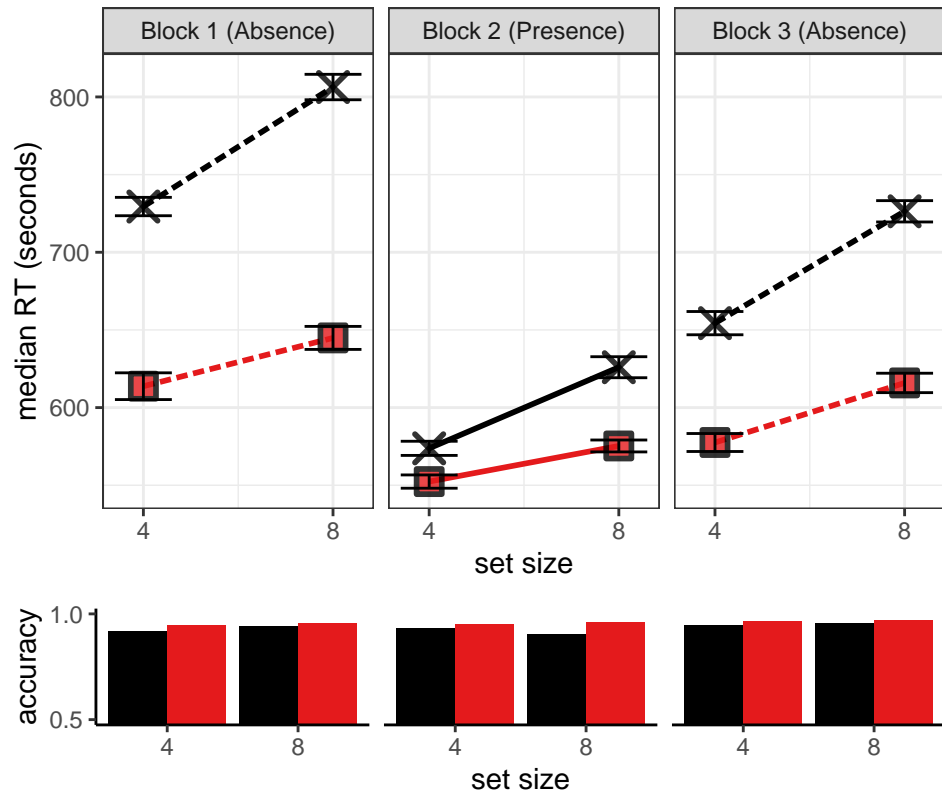 Block 1 (Absence)
Block 2 (Presence)
Block 3 (Absence)
median RT (seconds)
800
700
600
4
8
4
8
4
8
set size
accuracy
1.0
0.5
4
8
4
8
4
8
set size